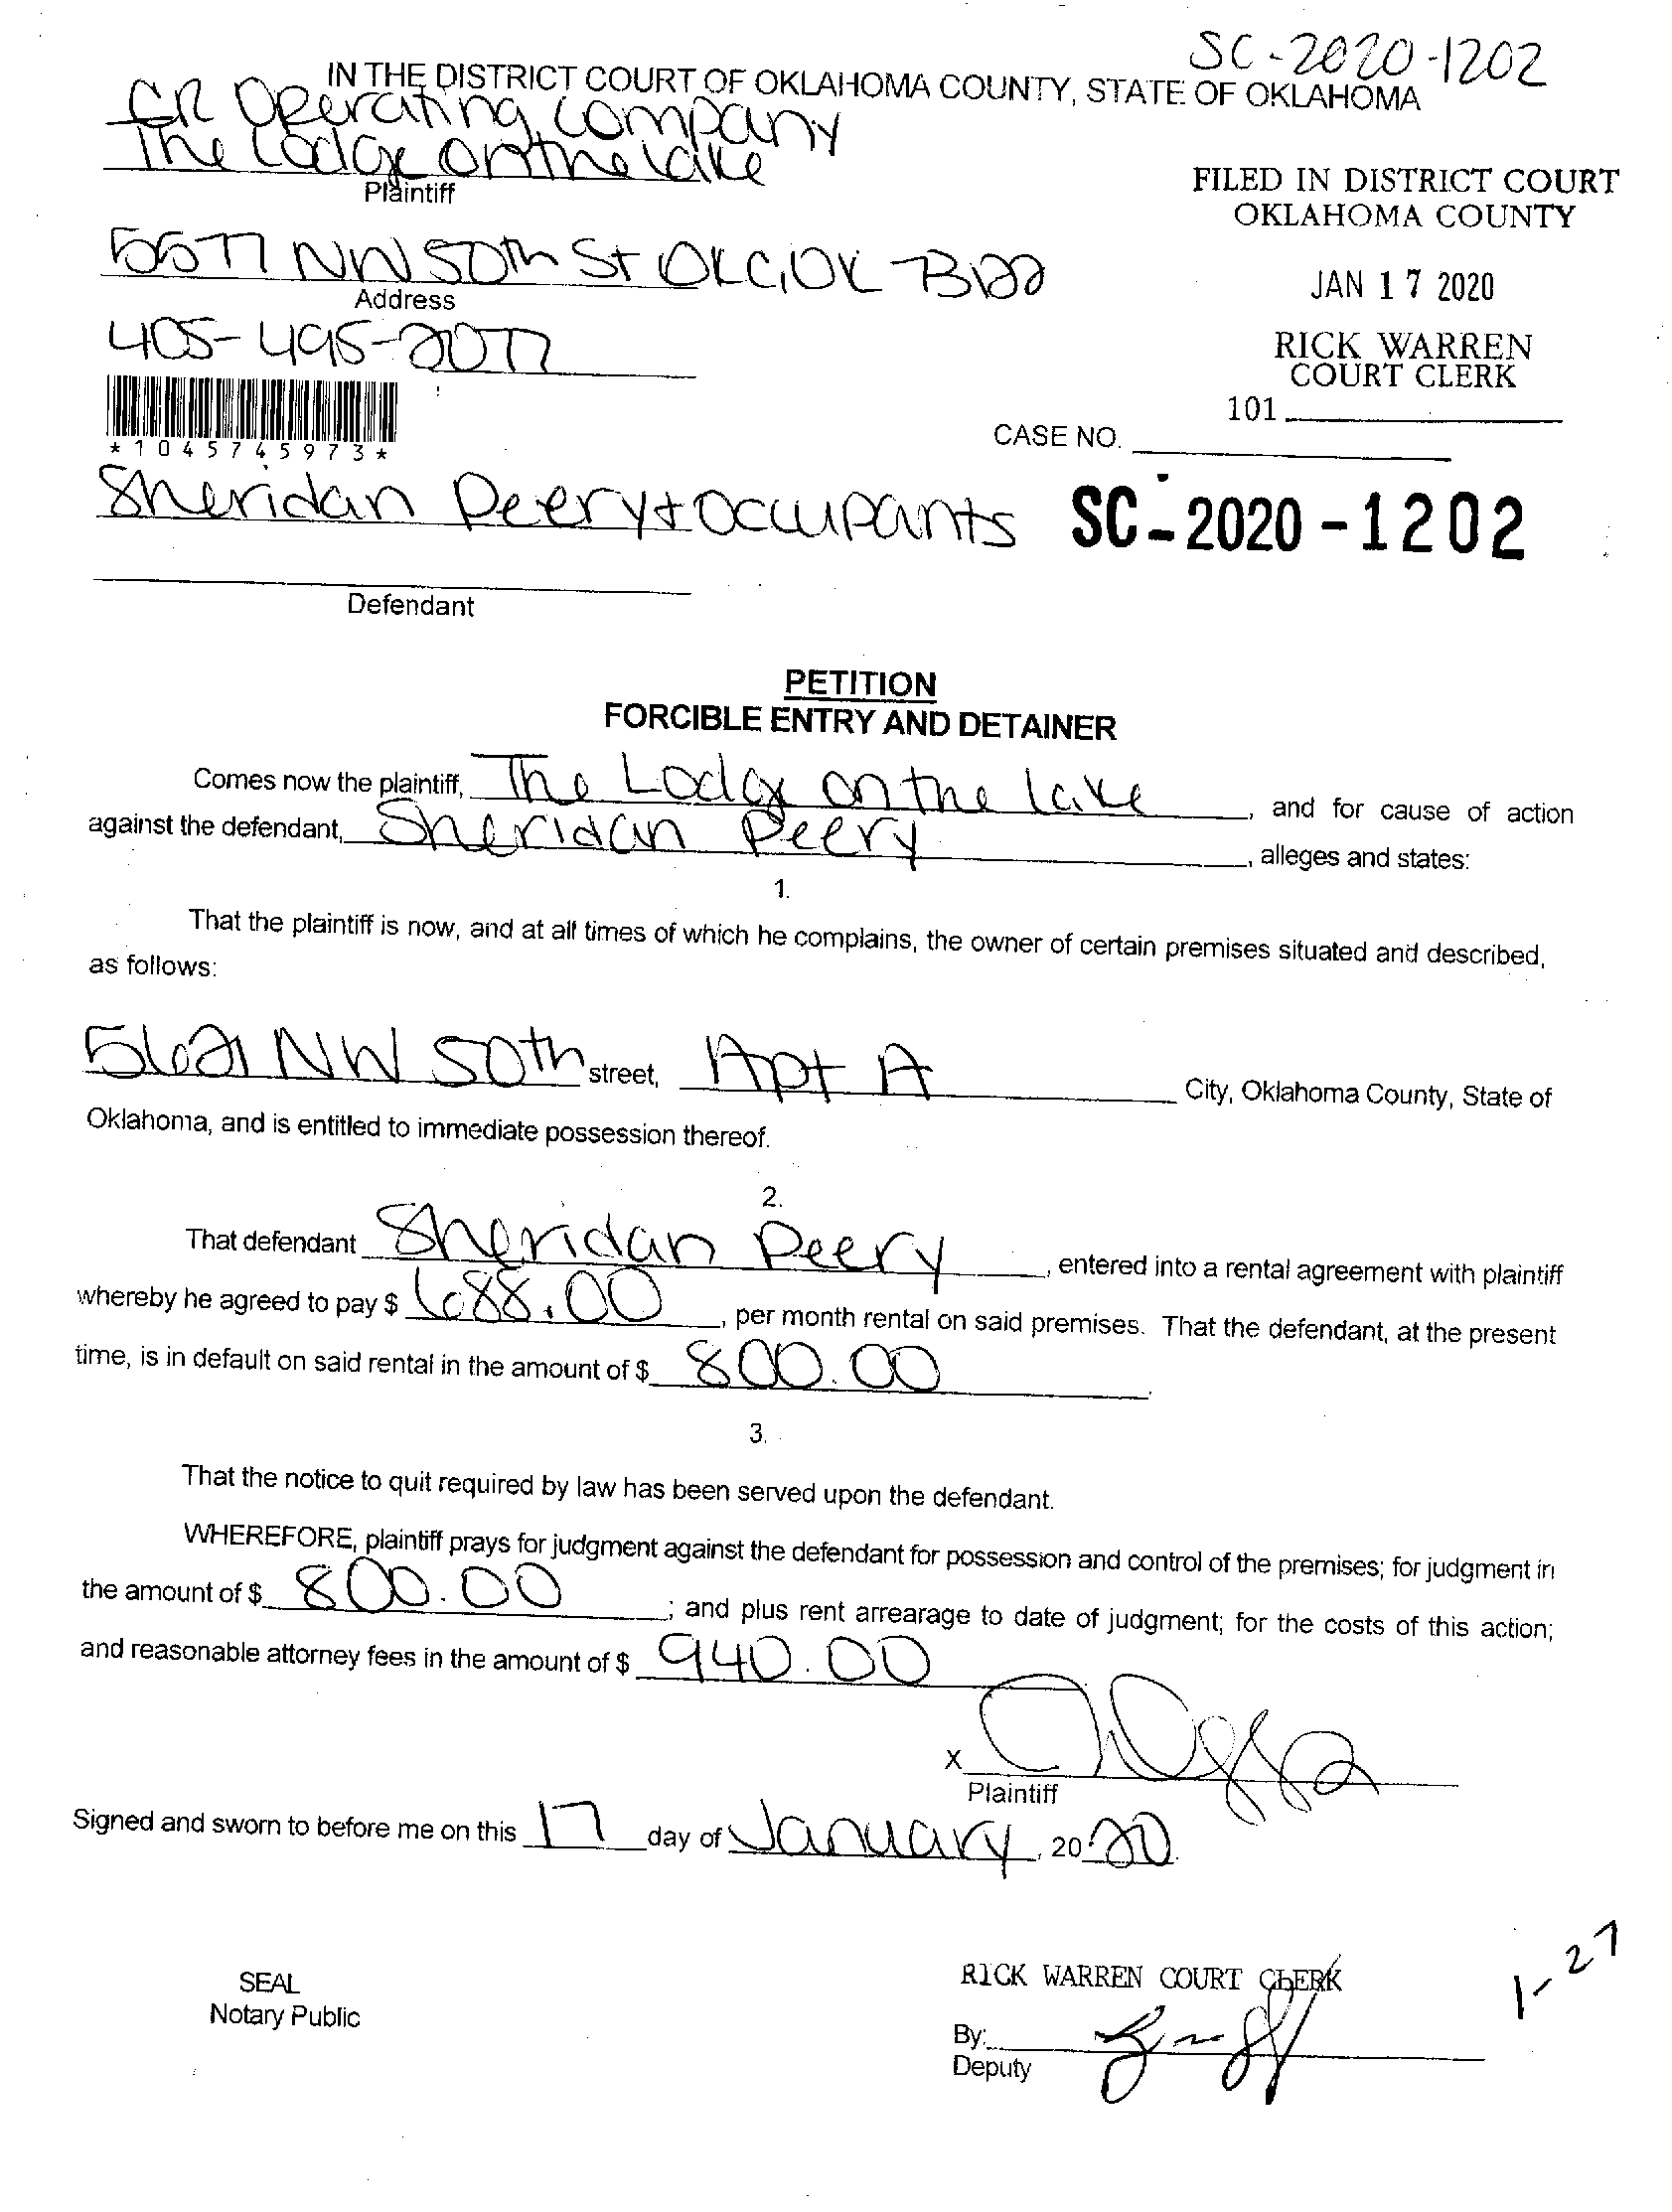 SC-2020-1202
IN THE DISTRICT COURT OF OKLAHOMA COUNTY, STATE OF OKLAHOMA
Operating Company
The Lodge on the lake
Plaintiff
FILED IN DISTRICT COURT
OKLAHOMA COUNTY
5577 NW 50th St OKC, OK 73122
Address
JAN 17 2020
405-495-2077
RICK WARREN
COURT CLERK
101
*1045745973*
CASE NO.
Sheridan Peery + Occupants
SC-2020-1202
Defendant
PETITION
FORCIBLE ENTRY AND DETAINER
Comes now the plaintiff, The Lodge on the lake, and for cause of action
against the defendant, Sheridan Peery, alleges and states:
1.
That the plaintiff is now, and at all times of which he complains, the owner of certain premises situated and described,
as follows:
5621 NW 50th street, Apt A City, Oklahoma County, State of
Oklahoma, and is entitled to immediate possession thereof.
2.
That defendant Sheridan Peery, entered into a rental agreement with plaintiff
whereby he agreed to pay $ 688.00, per month rental on said premises. That the defendant, at the present
time, is in default on said rental in the amount of $ 800.00.
3.
That the notice to quit required by law has been served upon the defendant.
WHEREFORE, plaintiff prays for judgment against the defendant for possession and control of the premises; for judgment in
the amount of $ 800.00; and plus rent arrearage to date of judgment; for the costs of this action;
and reasonable attorney fees in the amount of $ 940.00
X
Plaintiff
Signed and sworn to before me on this 17 day of January, 2020.
1-27
RICK WARREN COURT CLERK
SEAL
Notary Public
By:
Deputy